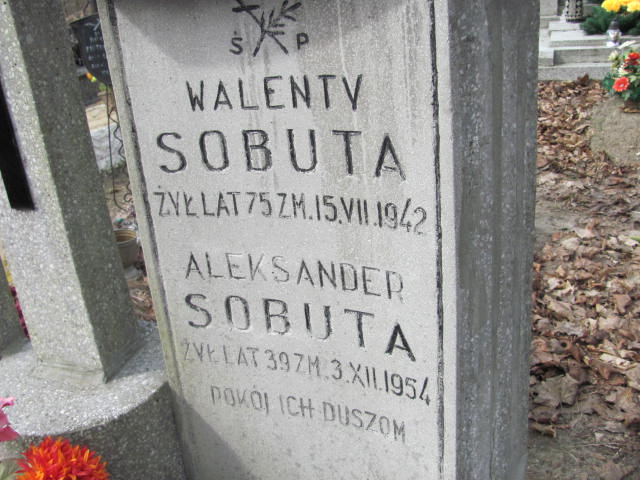 Ś P
WALENTY
SOBUTA
ŻYŁ LAT 75 ZM. 15.VII.1942
ALEKSANDER
SOBUTA
ŻYŁ LAT 39 ZM. 3.XII.1954
POKÓJ ICH DUSZOM